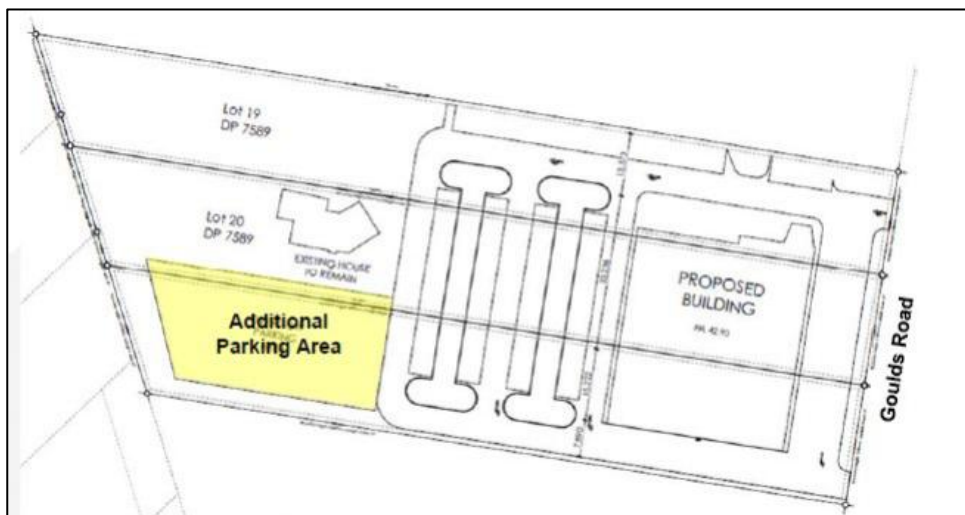 Lot 19
DP 7589
Lot 20
DP 7589
EXISTING HOUSE
TO REMAIN
Additional
Parking Area
PARKING
PROPOSED
BUILDING
Goulds Road